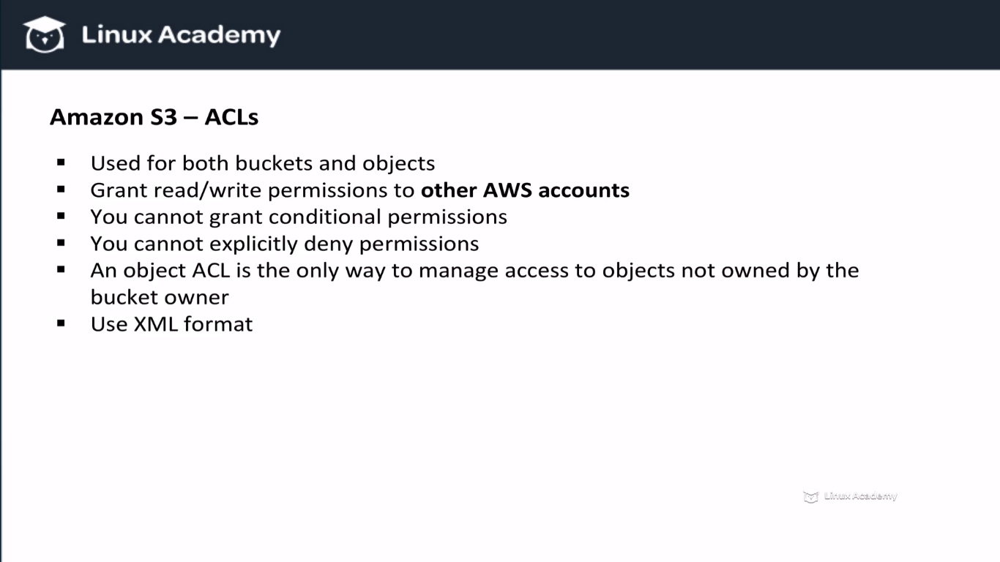 Linux Academy
Amazon S3 – ACLs
▪ Used for both buckets and objects
▪ Grant read/write permissions to other AWS accounts
▪ You cannot grant conditional permissions
▪ You cannot explicitly deny permissions
▪ An object ACL is the only way to manage access to objects not owned by the
bucket owner
▪ Use XML format
Linux Academy